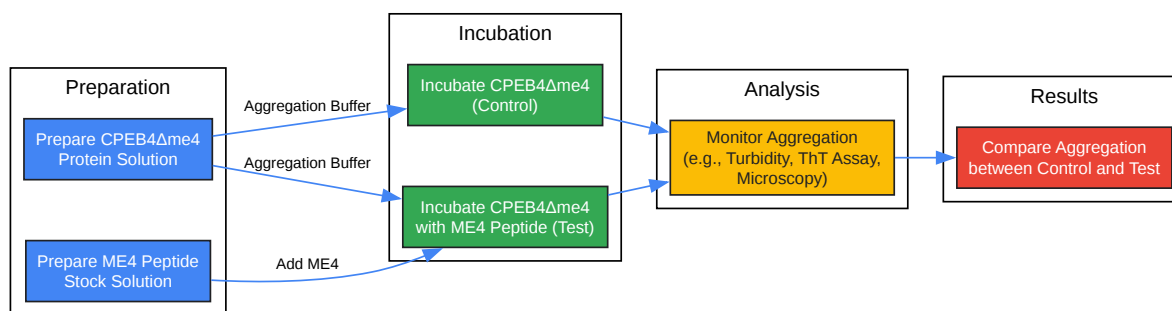 Preparation
Prepare CPEB4Δme4
Protein Solution
Prepare ME4 Peptide
Stock Solution
Aggregation Buffer
Aggregation Buffer
Add ME4
Incubation
Incubate CPEB4Δme4
(Control)
Incubate CPEB4Δme4
with ME4 Peptide (Test)
Analysis
Monitor Aggregation
(e.g., Turbidity, ThT Assay,
Microscopy)
Results
Compare Aggregation
between Control and Test